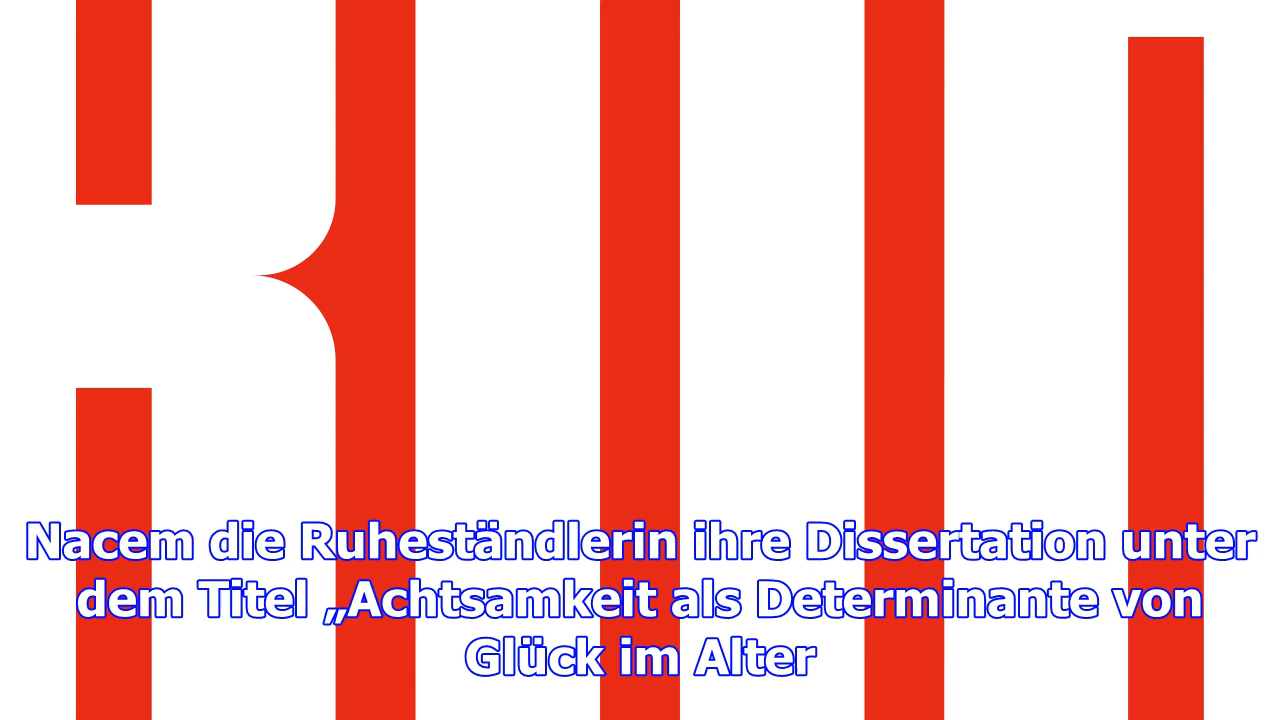 Nacem die Ruheständlerin ihre Dissertation unter
dem Titel „Achtsamkeit als Determinante von
Glück im Alter